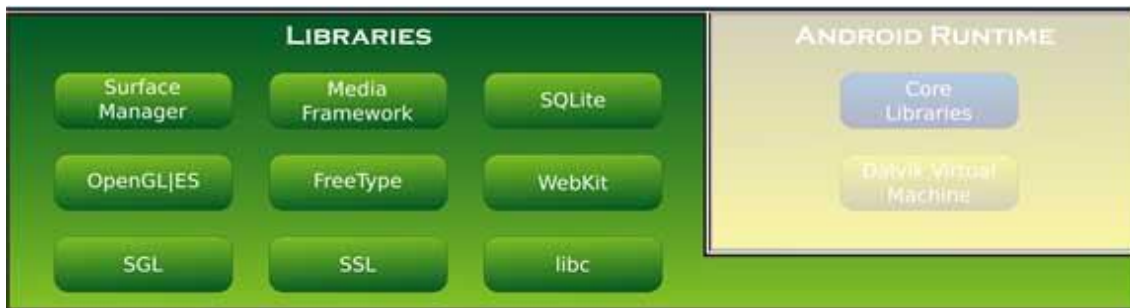 LIBRARIES
Surface
Manager
Media
Framework
SQLite
OpenGL|ES
FreeType
WebKit
SGL
SSL
libc
ANDROID RUNTIME
Core
Libraries
Dalvik Virtual
Machine